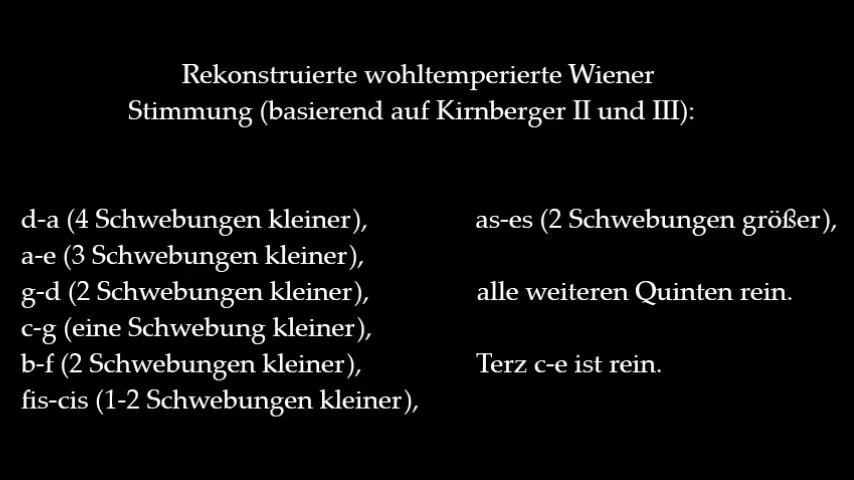 Rekonstruierte wohltemperierte Wiener
Stimmung (basierend auf Kirnberger II und III):
d-a (4 Schwebungen kleiner),
a-e (3 Schwebungen kleiner),
g-d (2 Schwebungen kleiner),
c-g (eine Schwebung kleiner),
b-f (2 Schwebungen kleiner),
fis-cis (1-2 Schwebungen kleiner),
as-es (2 Schwebungen größer),
alle weiteren Quinten rein.
Terz c-e ist rein.